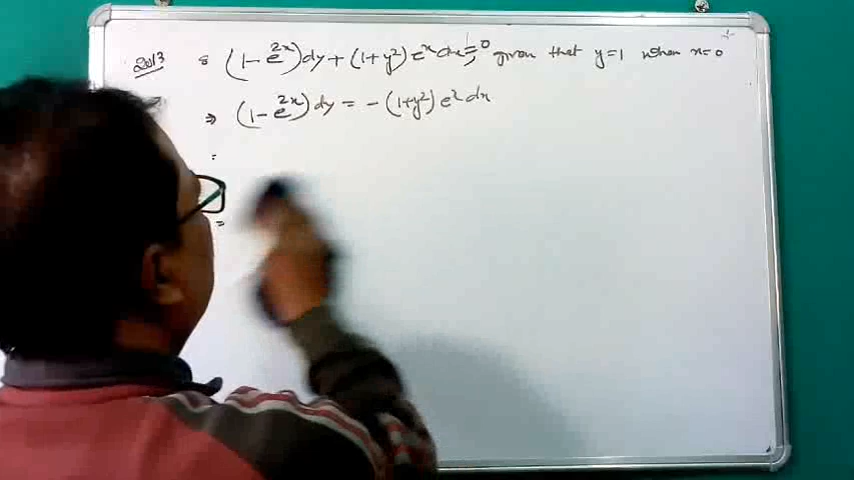 2013 (1-e^2x)dy + (1+y²) e^x dx = 0 given that y=1 when x=0
⇒ (1-e^2x) dy = - (1+y²) e^x dx
=